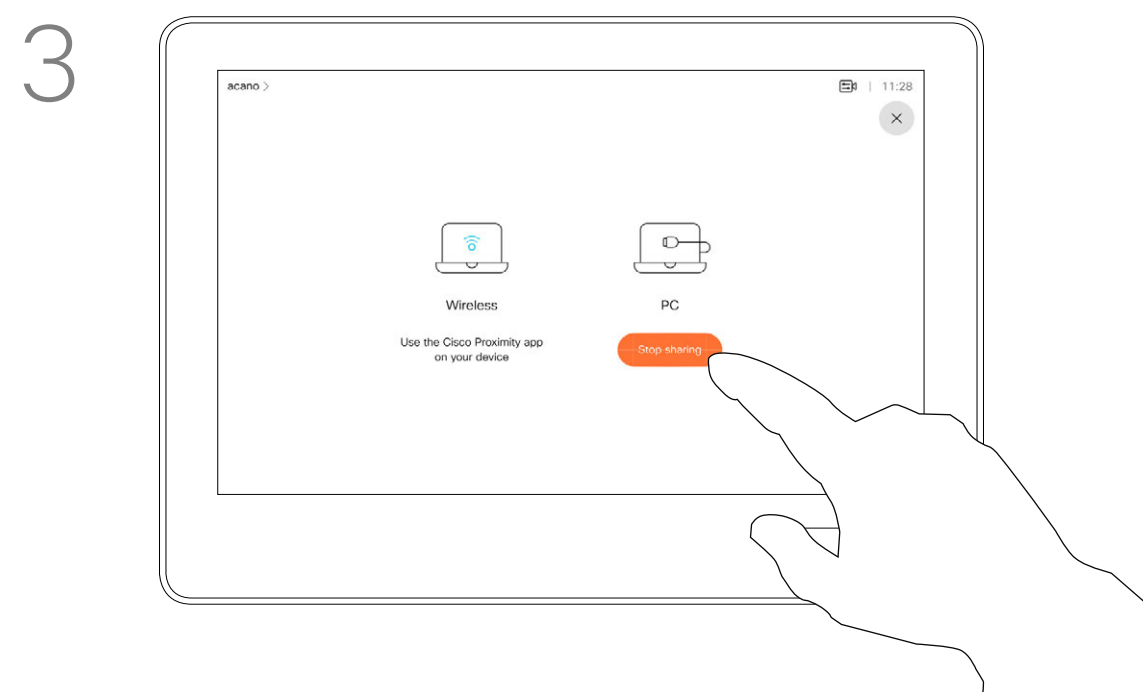 3
acano >
11:28
Wireless
PC
Use the Cisco Proximity app
on your device
Stop sharing